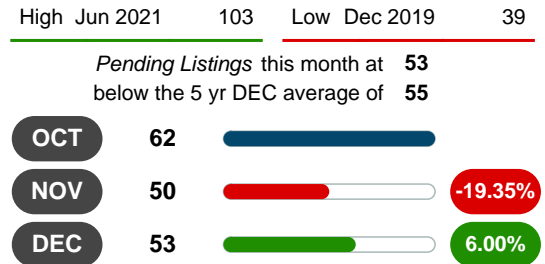 High Jun 2021 103 Low Dec 2019 39
Pending Listings this month at 53
below the 5 yr DEC average of 55
OCT 62
NOV 50 -19.35%
DEC 53 6.00%